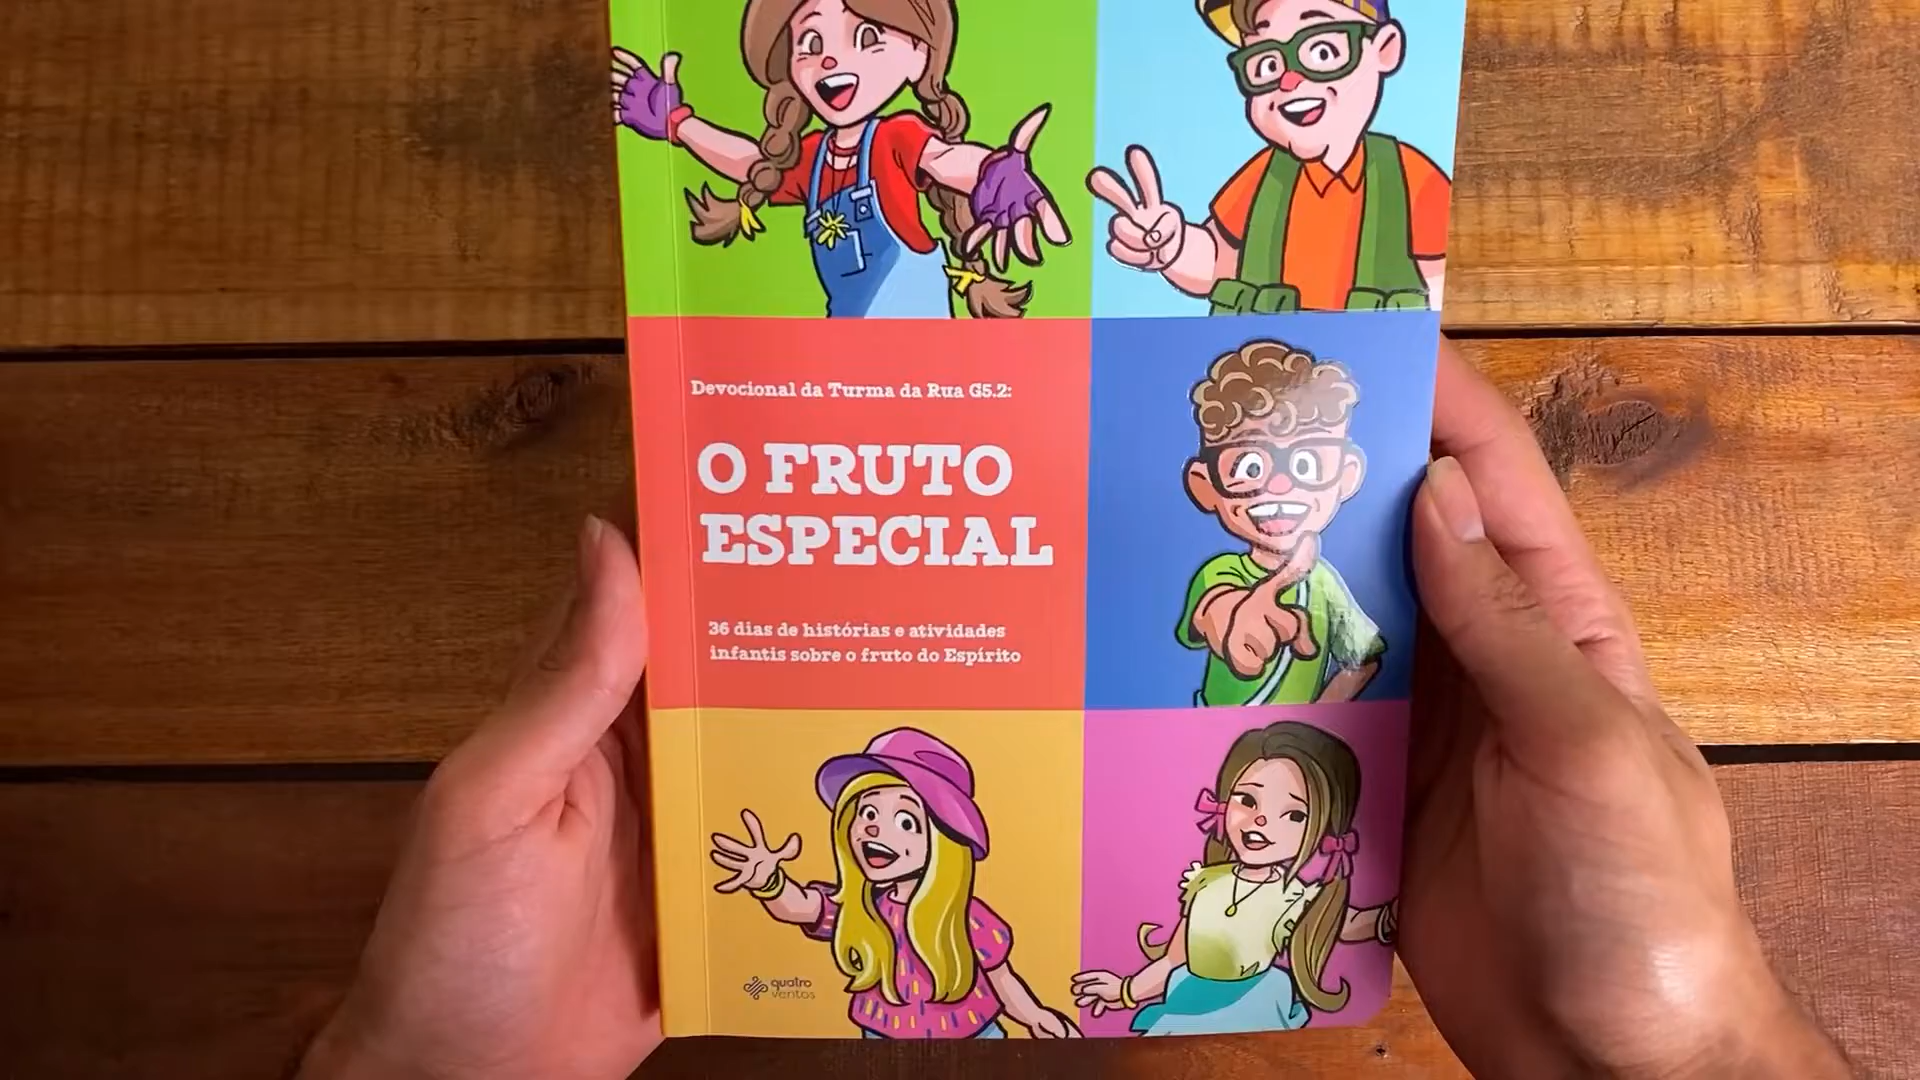 Devocional da Turma da Rua G5.2:
O FRUTO
ESPECIAL
36 dias de histórias e atividades
infantis sobre o fruto do Espírito
quatro
ventos